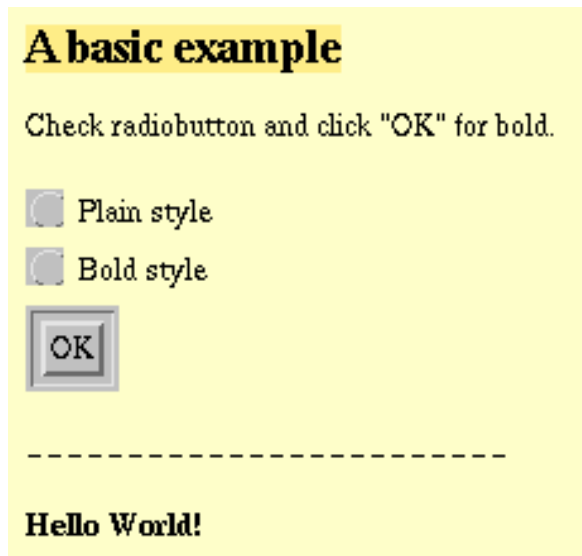 A basic example
Check radiobutton and click "OK" for bold.
Plain style
Bold style
OK
------------------------
Hello World!